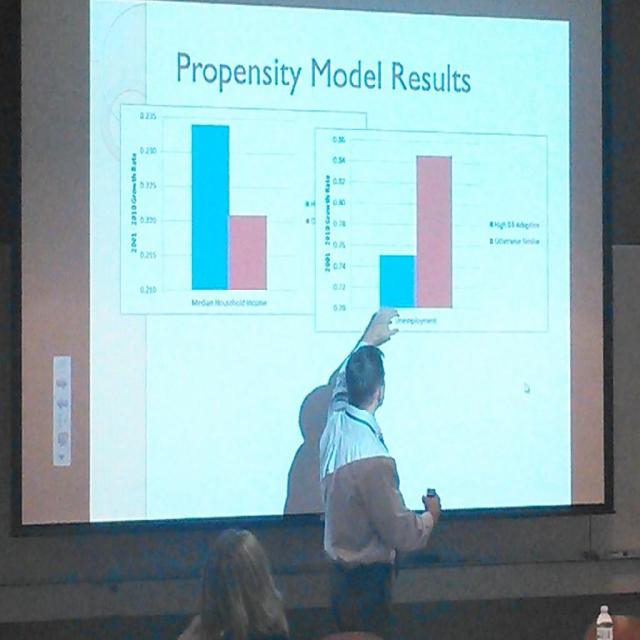 Propensity Model Results
0.235
0.230
0.225
0.220
0.215
0.210
2001 2010 Growth Rate
Median Household Income
0.86
0.84
0.82
0.80
0.78
0.76
0.74
0.72
0.70
2001 2010 Growth Rate
nemployment
High BB Adoption
Otherwise Similar